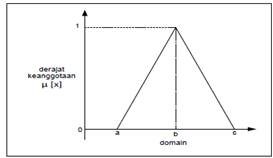 1
derajat
keanggotaan
μ [x]
0
a
b
c
domain